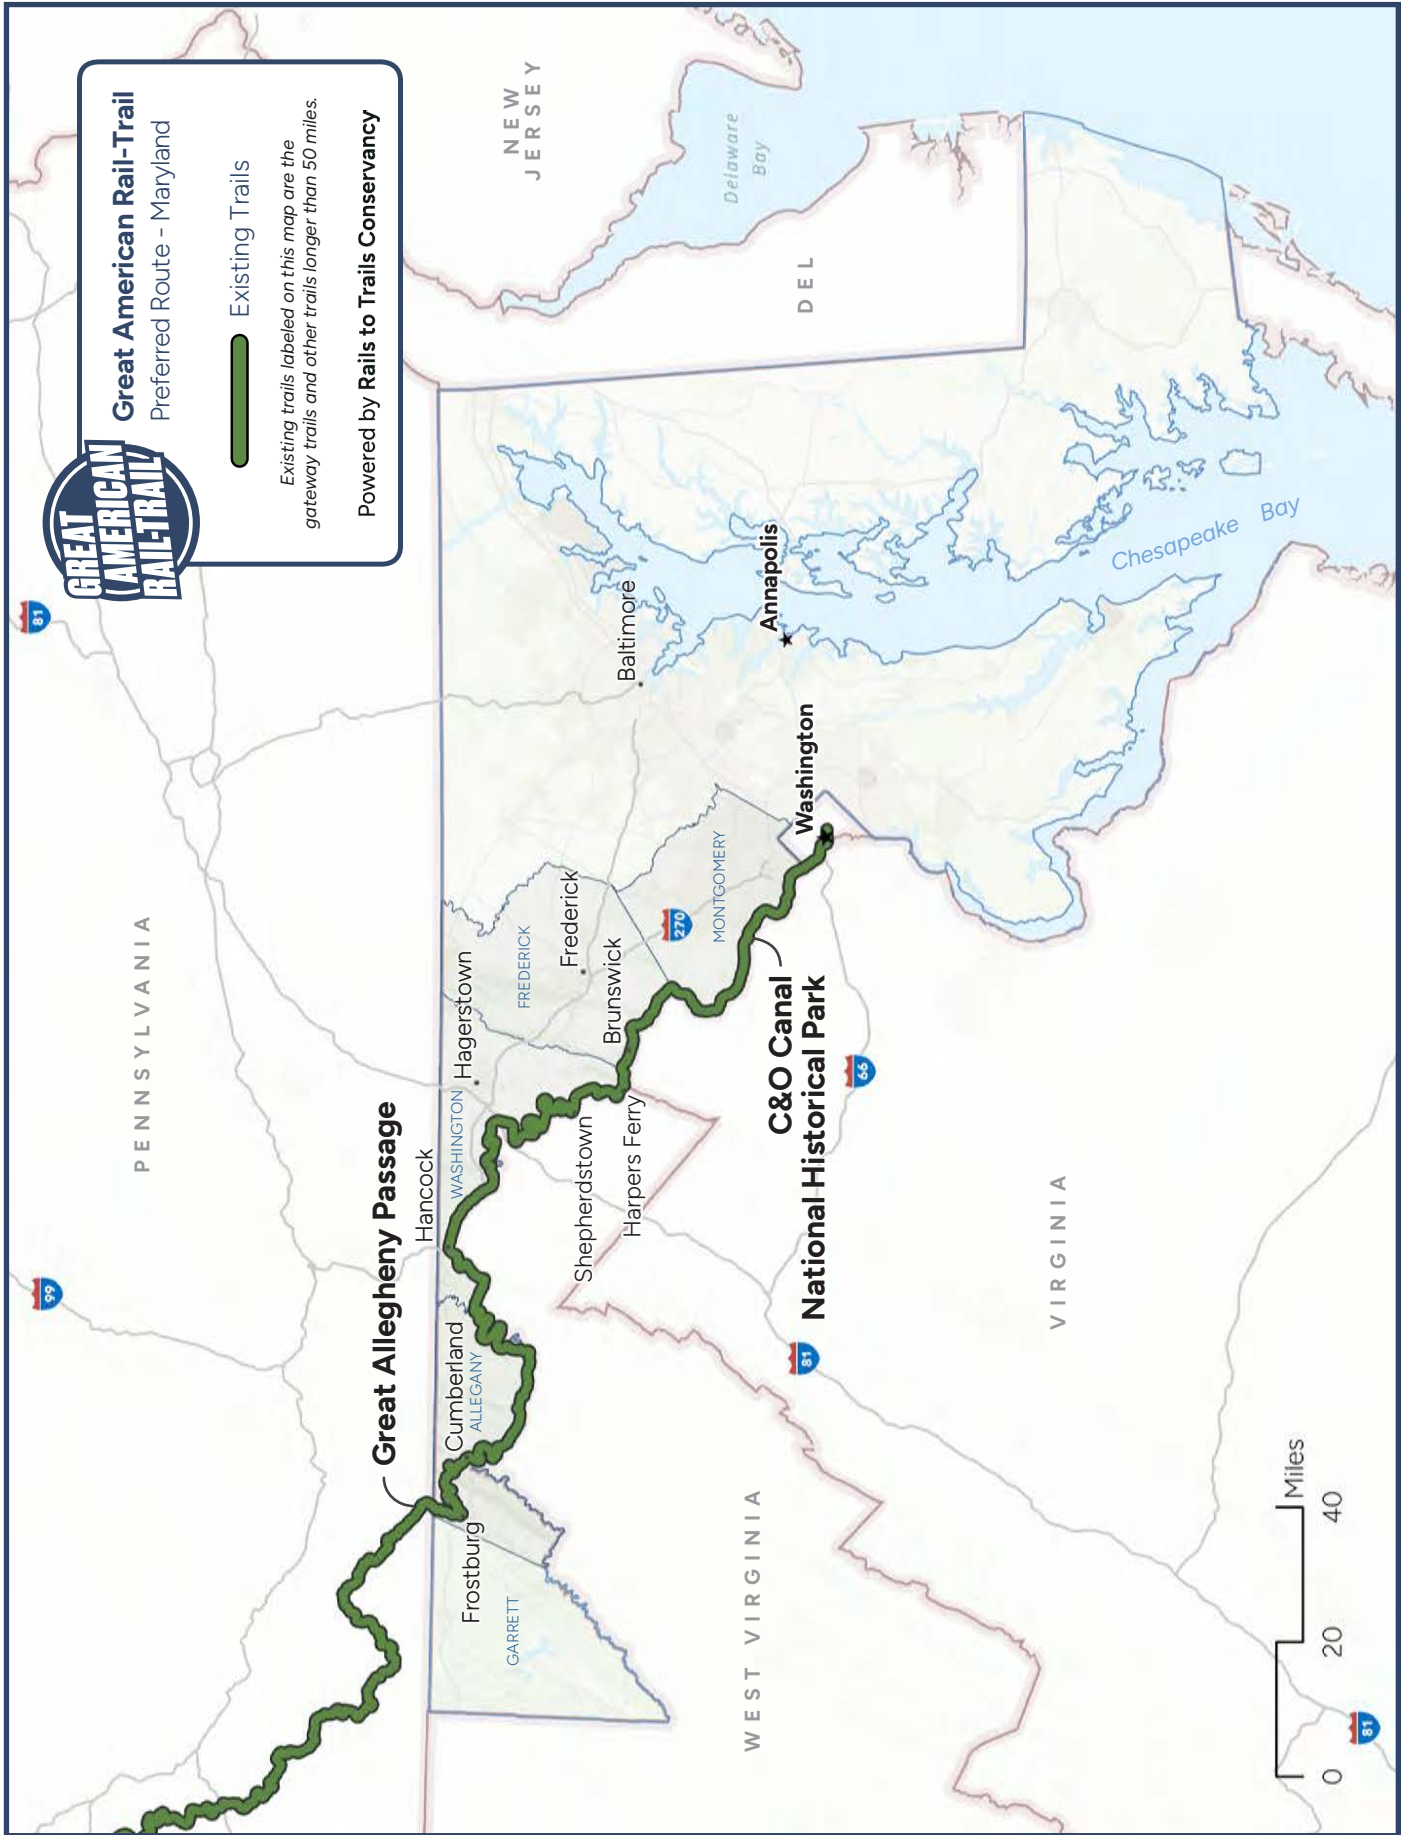 GREAT
AMERICAN
RAIL-TRAIL
Great American Rail-Trail
Preferred Route - Maryland
Existing Trails
Existing trails labeled on this map are the
gateway trails and other trails longer than 50 miles.
Powered by Rails to Trails Conservancy
99
81
PENNSYLVANIA
NEW
JERSEY
Delaware
Bay
DEL
Great Allegheny Passage
Hancock
Cumberland
ALLEGANY
WASHINGTON
Hagerstown
Frostburg
GARRETT
FREDERICK
Frederick
Brunswick
Shepherdstown
Harpers Ferry
270
MONTGOMERY
Baltimore
Annapolis
Washington
C&O Canal
National Historical Park
66
81
WEST VIRGINIA
VIRGINIA
Chesapeake Bay
Miles
0 20 40
81